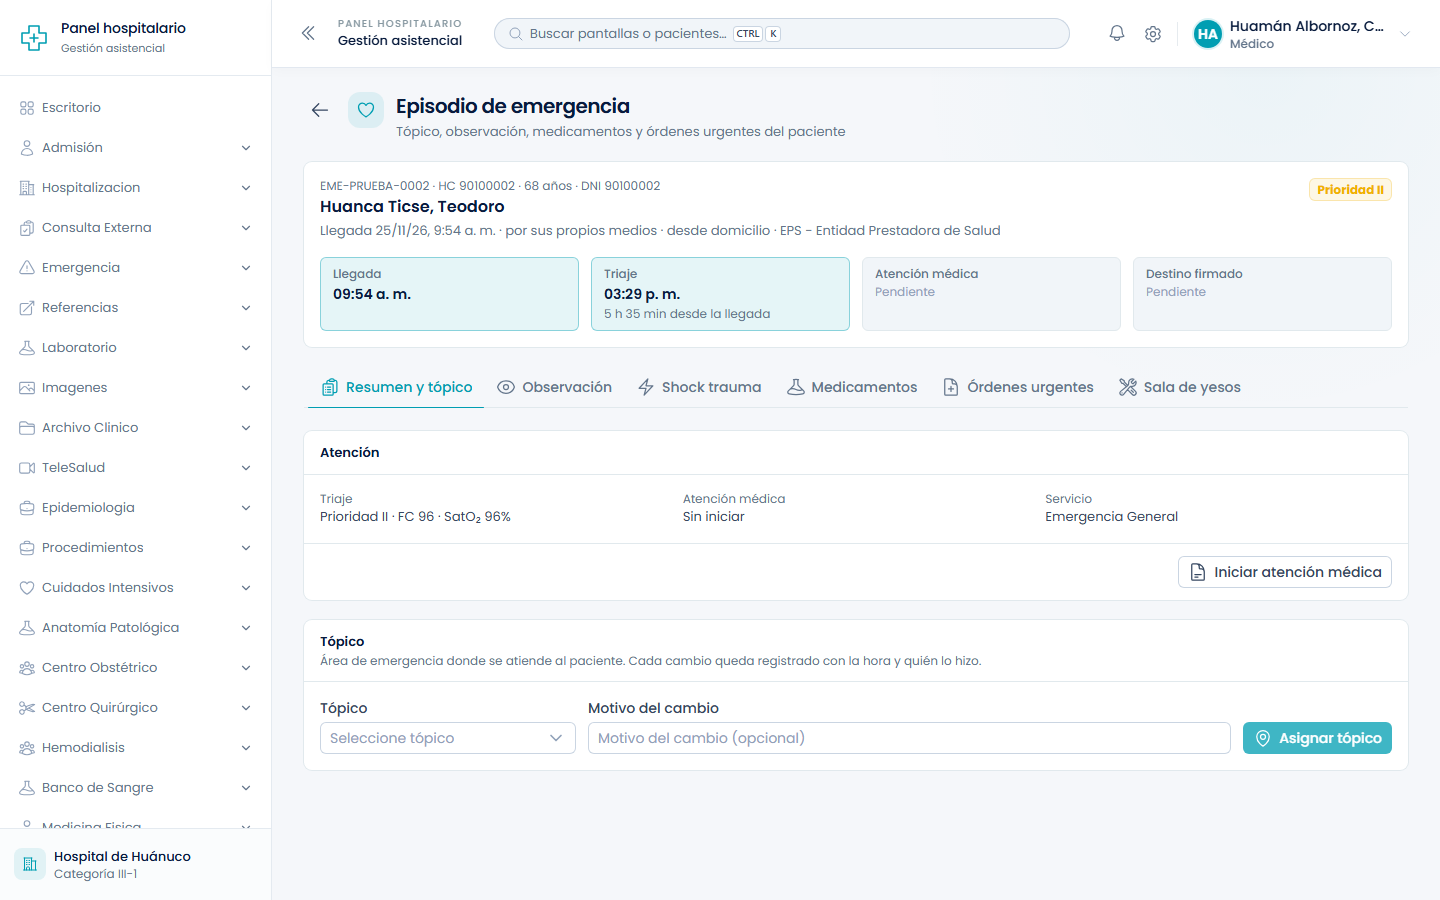 Panel hospitalario
Gestión asistencial
PANEL HOSPITALARIO
Gestión asistencial
Buscar pantallas o pacientes... CTRL K
HA
Huamán Albornoz, C...
Médico
Escritorio
Admisión
Hospitalizacion
Consulta Externa
Emergencia
Referencias
Laboratorio
Imagenes
Archivo Clinico
TeleSalud
Epidemiologia
Procedimientos
Cuidados Intensivos
Anatomía Patológica
Centro Obstétrico
Centro Quirúrgico
Hemodialisis
Banco de Sangre
Medicina Fisica
Hospital de Huánuco
Categoría III-1
Episodio de emergencia
Tópico, observación, medicamentos y órdenes urgentes del paciente
EME-PRUEBA-0002 · HC 90100002 · 68 años · DNI 90100002
Prioridad II
Huanca Ticse, Teodoro
Llegada 25/11/26, 9:54 a. m. · por sus propios medios · desde domicilio · EPS - Entidad Prestadora de Salud
Llegada
09:54 a. m.
Triaje
03:29 p. m.
5 h 35 min desde la llegada
Atención médica
Pendiente
Destino firmado
Pendiente
Resumen y tópico
Observación
Shock trauma
Medicamentos
Órdenes urgentes
Sala de yesos
Atención
Triaje
Prioridad II · FC 96 · SatO₂ 96%
Atención médica
Sin iniciar
Servicio
Emergencia General
Iniciar atención médica
Tópico
Área de emergencia donde se atiende al paciente. Cada cambio queda registrado con la hora y quién lo hizo.
Tópico
Seleccione tópico
Motivo del cambio
Motivo del cambio (opcional)
Asignar tópico